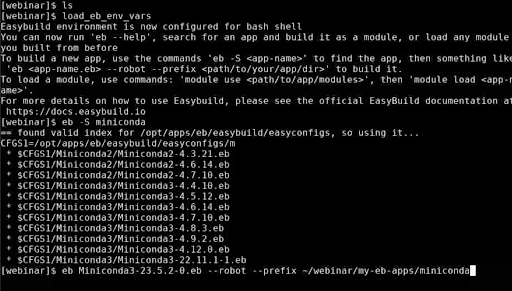 [webinar]$ ls
[webinar]$ load_eb_env_vars
Easybuild environment is now configured for bash shell
You can now run 'eb --help', search for an app and build it as a module, or load any module
you built from before
To build a new app, use the commands 'eb -S <app-name>' to find the app, then something like
 'eb <app-name.eb> --robot --prefix <path/to/your/app/dir>' to build it.
To load a module, use commands: 'module use <path/to/app/modules>', then 'module load <app-n
ame>'.
For more details on how to use Easybuild, please see the official EasyBuild documentation at
 https://docs.easybuild.io
[webinar]$ eb -S miniconda
== found valid index for /opt/apps/eb/easybuild/easyconfigs, so using it...
CFGS1=/opt/apps/eb/easybuild/easyconfigs/m
 * $CFGS1/Miniconda2/Miniconda2-4.3.21.eb
 * $CFGS1/Miniconda2/Miniconda2-4.6.14.eb
 * $CFGS1/Miniconda2/Miniconda2-4.7.10.eb
 * $CFGS1/Miniconda3/Miniconda3-4.4.10.eb
 * $CFGS1/Miniconda3/Miniconda3-4.5.12.eb
 * $CFGS1/Miniconda3/Miniconda3-4.6.14.eb
 * $CFGS1/Miniconda3/Miniconda3-4.7.10.eb
 * $CFGS1/Miniconda3/Miniconda3-4.8.3.eb
 * $CFGS1/Miniconda3/Miniconda3-4.9.2.eb
 * $CFGS1/Miniconda3/Miniconda3-4.12.0.eb
 * $CFGS1/Miniconda3/Miniconda3-22.11.1-1.eb
[webinar]$ eb Miniconda3-23.5.2-0.eb --robot --prefix ~/webinar/my-eb-apps/miniconda